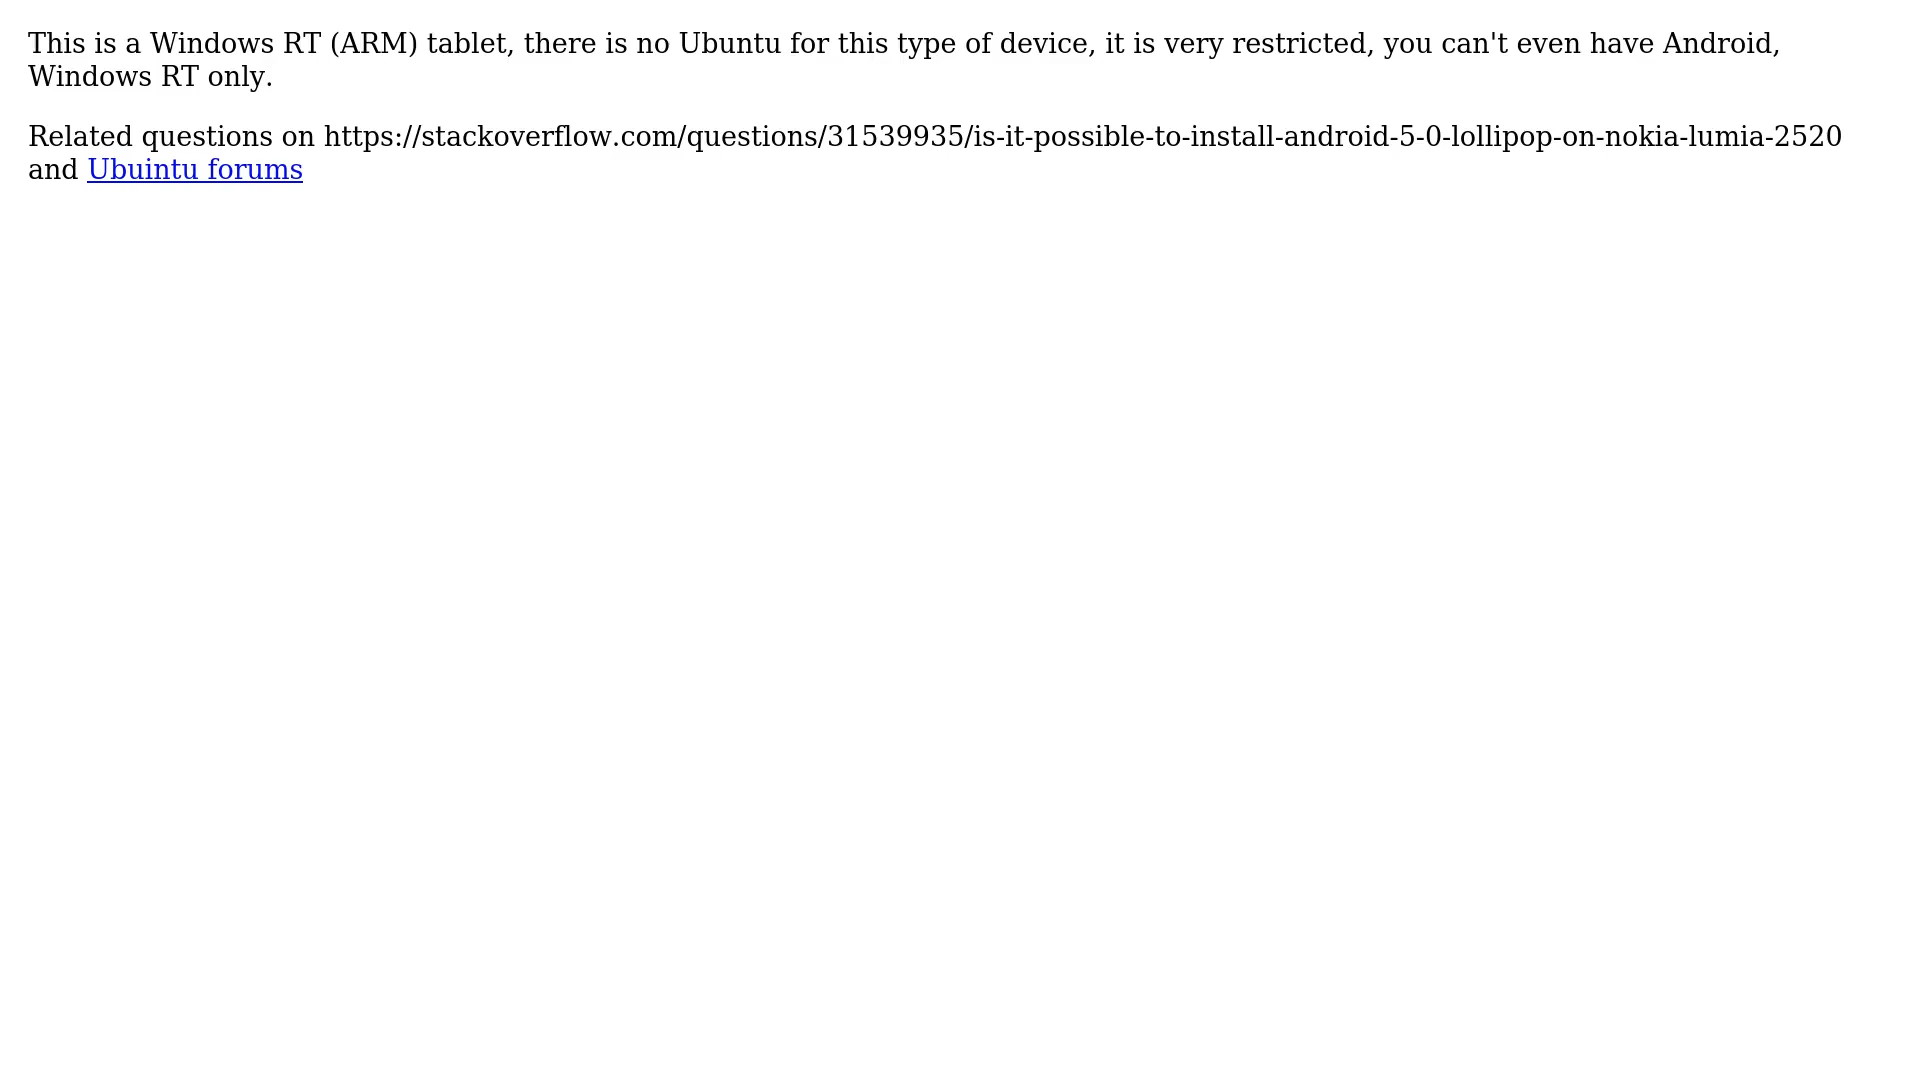 This is a Windows RT (ARM) tablet, there is no Ubuntu for this type of device, it is very restricted, you can't even have Android,
Windows RT only.
Related questions on https://stackoverflow.com/questions/31539935/is-it-possible-to-install-android-5-0-lollipop-on-nokia-lumia-2520
and Ubuintu forums